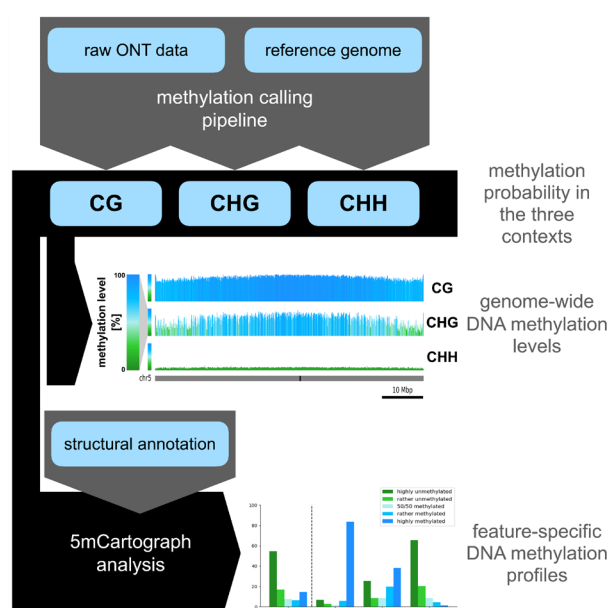 raw ONT data
reference genome
methylation calling
pipeline
methylation
probability in
the three
contexts
CG
CHG
CHH
methylation level
[%]
100
0
CG
CHG
CHH
chr5
10 Mbp
genome-wide
DNA methylation
levels
structural annotation
5mCartograph
analysis
100
80
60
40
20
0
highly unmethylated
rather unmethylated
50/50 methylated
rather methylated
highly methylated
feature-specific
DNA methylation
profiles